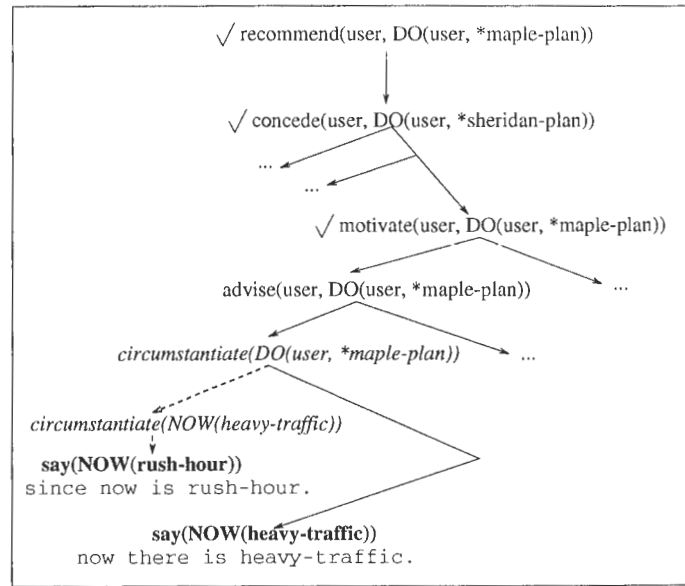 ✓ recommend(user, DO(user, *maple-plan))
✓ concede(user, DO(user, *sheridan-plan))
...
...
✓ motivate(user, DO(user, *maple-plan))
...
advise(user, DO(user, *maple-plan))
circumstantiate(DO(user, *maple-plan))
...
circumstantiate(NOW(heavy-traffic))
say(NOW(rush-hour))
since now is rush-hour.
say(NOW(heavy-traffic))
now there is heavy-traffic.